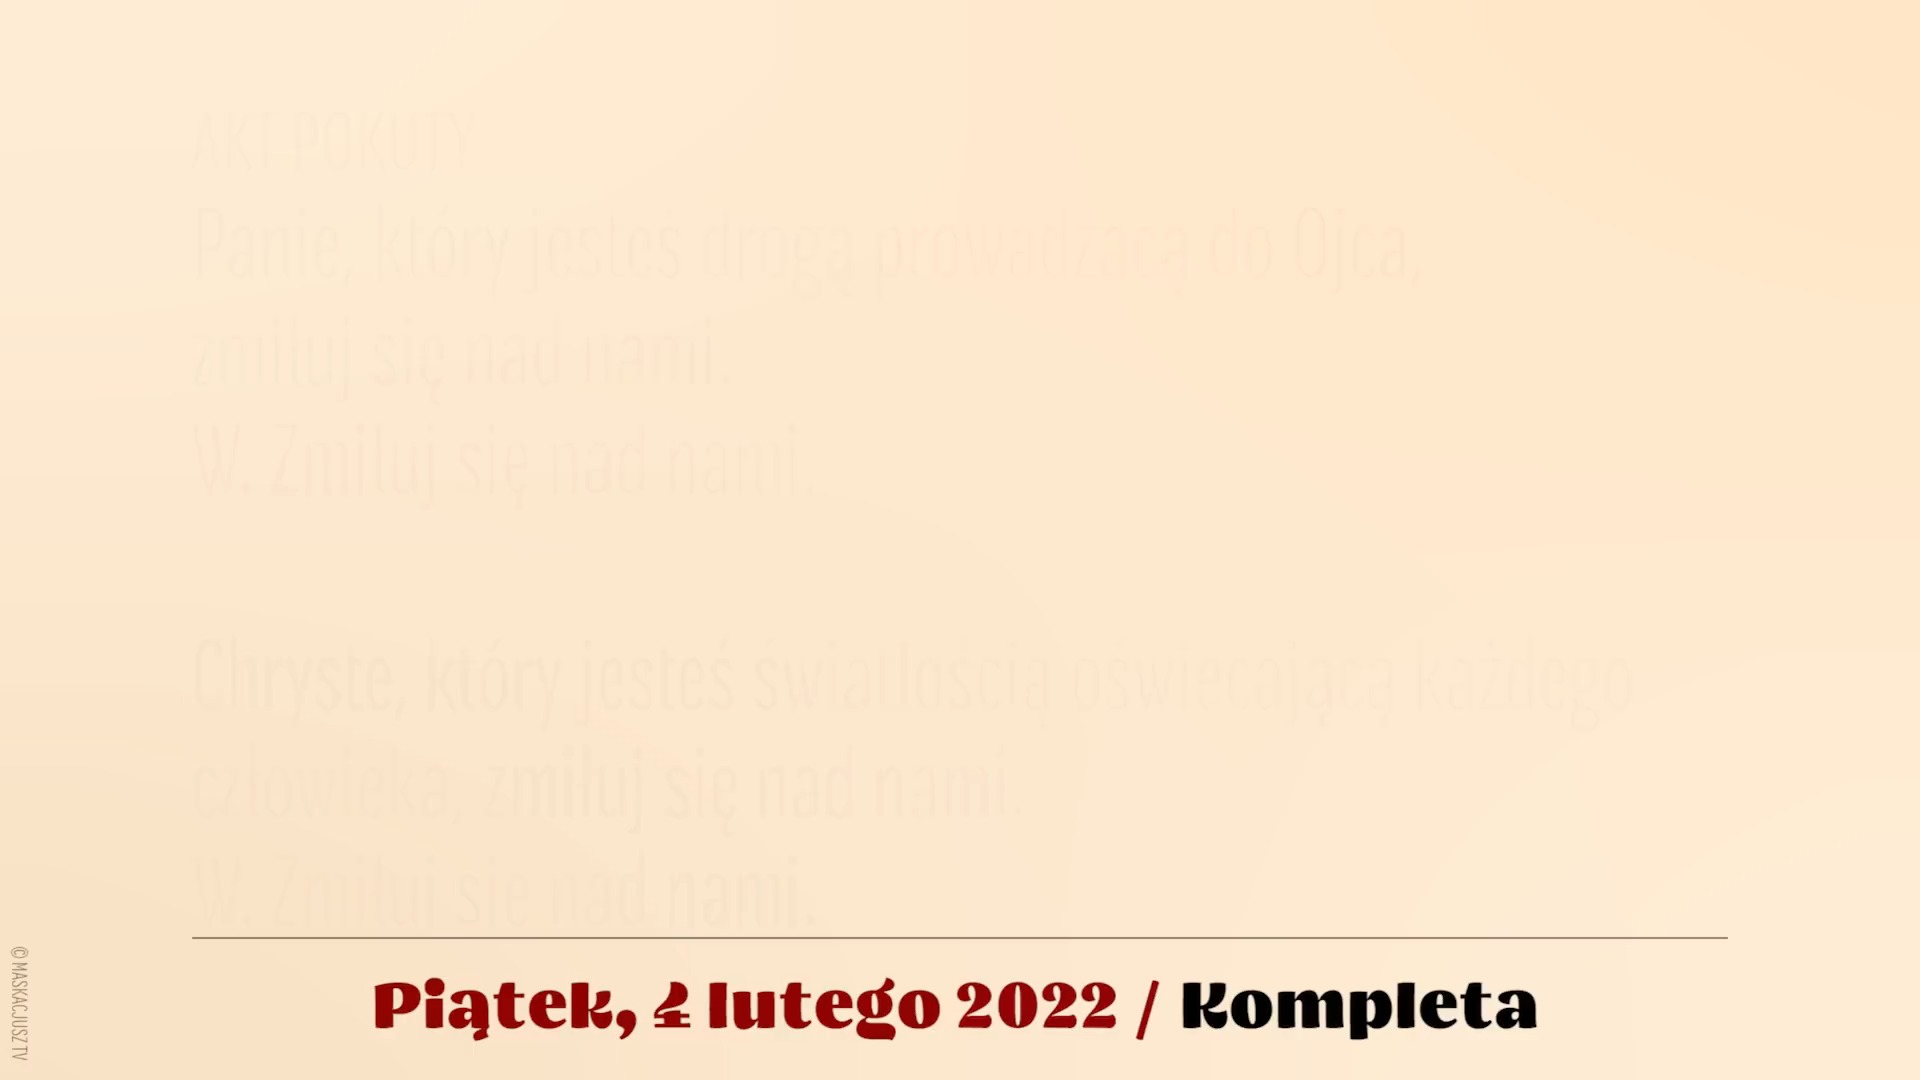 AKT POKUTY
Panie, który jesteś drogą prowadzącą do Ojca,
zmiłuj się nad nami.
W. Zmiłuj się nad nami.
Chryste, który jesteś światłością oświecającą każdego
człowieka, zmiłuj się nad nami.
W. Zmiłuj się nad nami.
Piątek, 4 lutego 2022 / Kompleta
© MASKACJUSZ TV